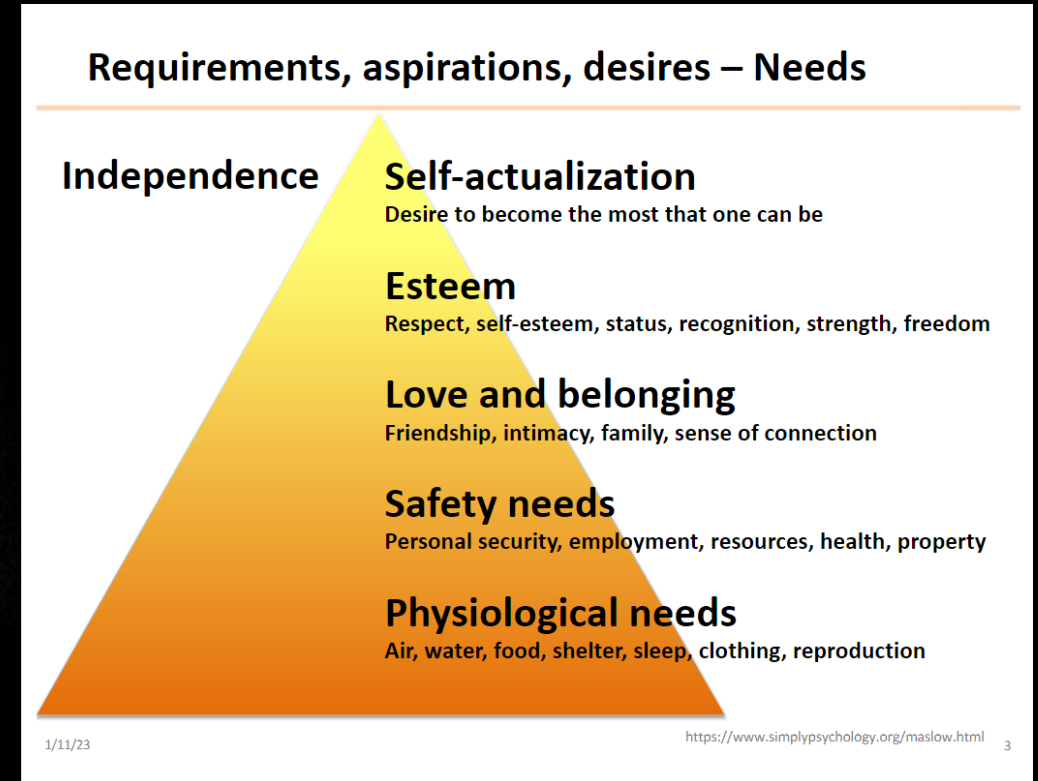 Requirements, aspirations, desires – Needs
Independence
Self-actualization
Desire to become the most that one can be
Esteem
Respect, self-esteem, status, recognition, strength, freedom
Love and belonging
Friendship, intimacy, family, sense of connection
Safety needs
Personal security, employment, resources, health, property
Physiological needs
Air, water, food, shelter, sleep, clothing, reproduction
1/11/23
https://www.simplypsychology.org/maslow.html
3